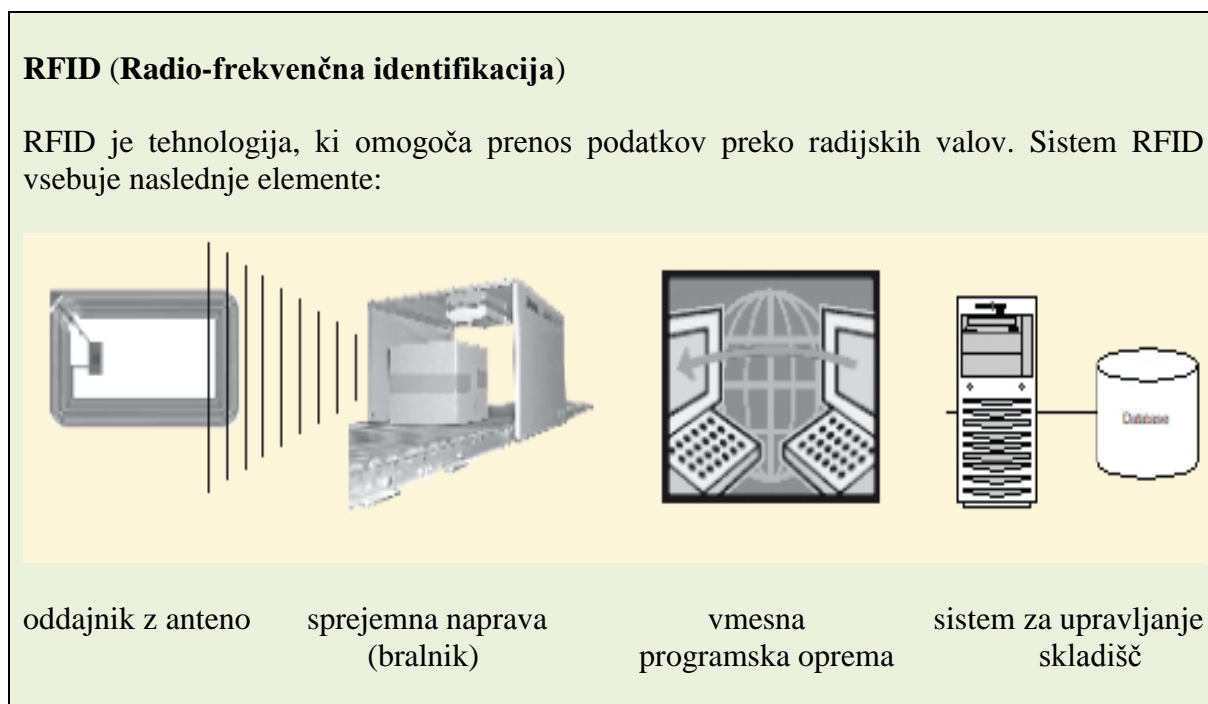 RFID (Radio-frekvenčna identifikacija)
RFID je tehnologija, ki omogoča prenos podatkov preko radijskih valov. Sistem RFID
vsebuje naslednje elemente:
Database
oddajnik z anteno
sprejemna naprava
(bralnik)
vmesna
programska oprema
sistem za upravljanje
skladišč